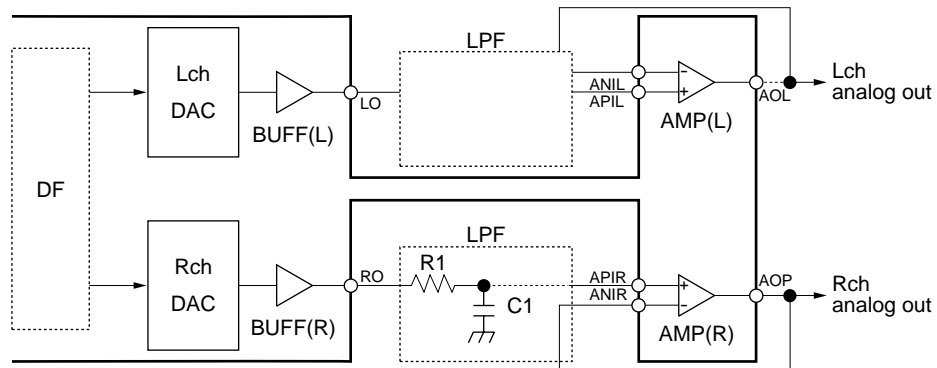 LPF
Lch
DAC
BUFF(L)
LO
ANIL
APIL
AMP(L)
AOL
Lch
analog out
DF
LPF
Rch
DAC
BUFF(R)
RO
R1
C1
APIR
ANIR
AMP(R)
AOP
Rch
analog out